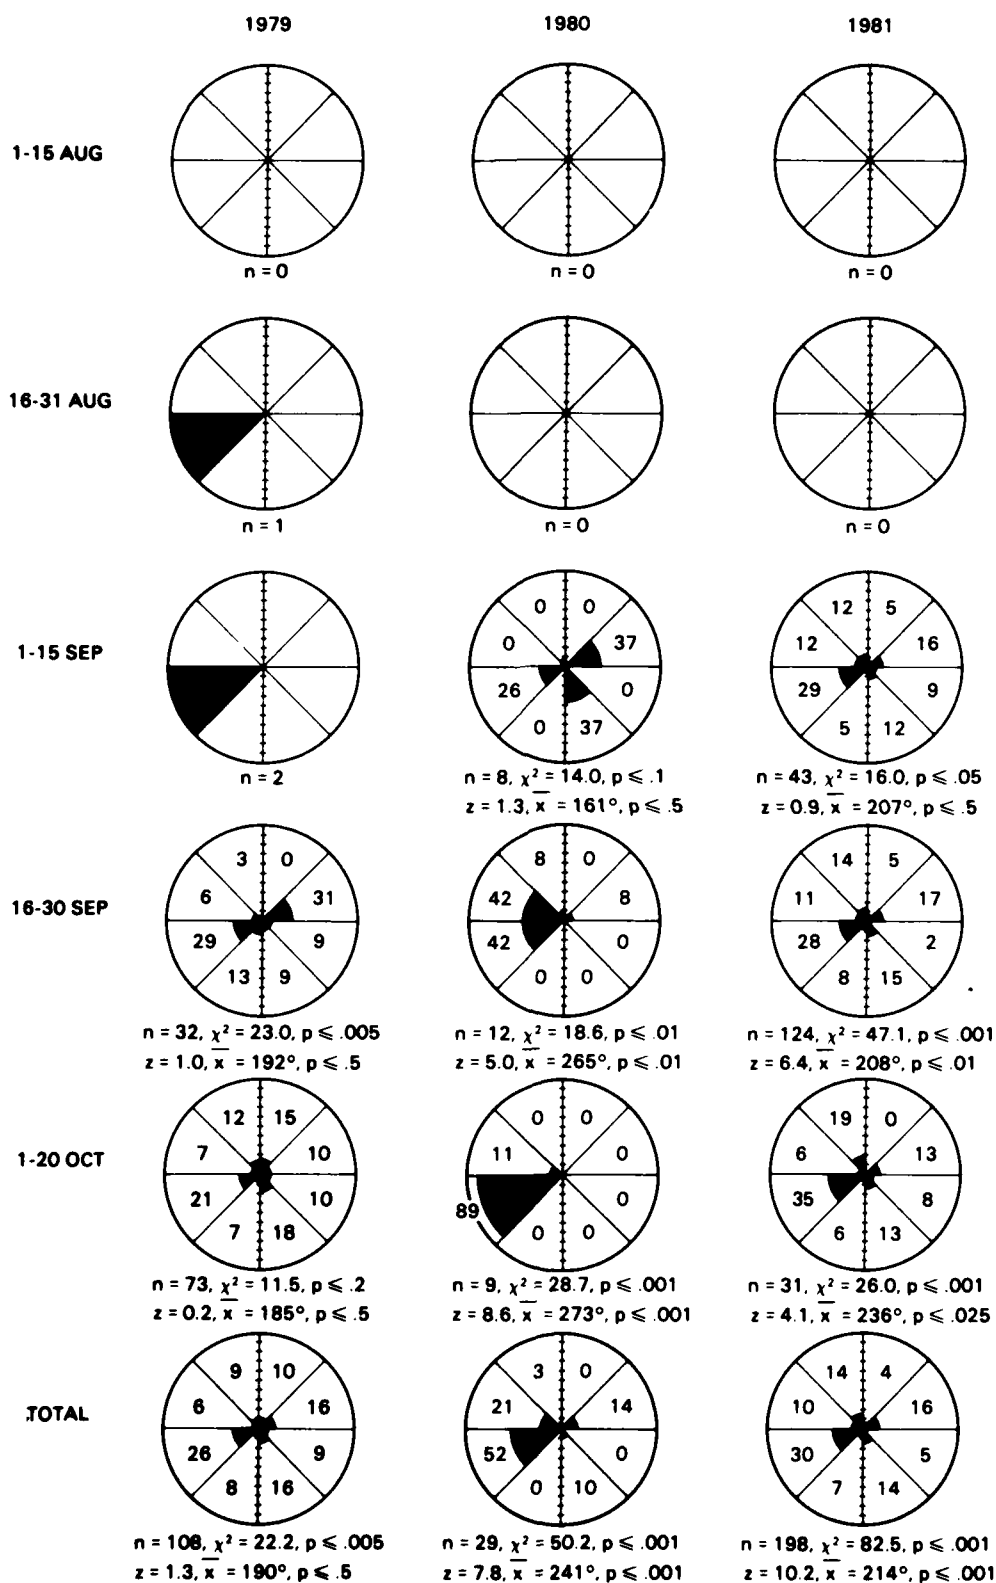 1979 1980 1981
1-15 AUG
n = 0 n = 0 n = 0
16-31 AUG
n = 1 n = 0 n = 0
0 0 12 5
0 37 12 16
1-15 SEP
26 0 29 9
0 37 5 12
n = 2 n = 8, χ² = 14.0, p ≤ .1 n = 43, χ² = 16.0, p ≤ .05
z = 1.3, x̄ = 161°, p ≤ .5 z = 0.9, x̄ = 207°, p ≤ .5
3 0 8 0 14 5
6 31 42 8 11 17
16-30 SEP
29 9 42 0 28 2
13 9 0 0 8 15
n = 32, χ² = 23.0, p ≤ .005 n = 12, χ² = 18.6, p ≤ .01 n = 124, χ² = 47.1, p ≤ .001
z = 1.0, x̄ = 192°, p ≤ .5 z = 5.0, x̄ = 265°, p ≤ .01 z = 6.4, x̄ = 208°, p ≤ .01
12 15 0 0 19 0
7 10 11 0 6 13
1-20 OCT
21 10 89 0 35 8
7 18 0 0 6 13
n = 73, χ² = 11.5, p ≤ .2 n = 9, χ² = 28.7, p ≤ .001 n = 31, χ² = 26.0, p ≤ .001
z = 0.2, x̄ = 185°, p ≤ .5 z = 8.6, x̄ = 273°, p ≤ .001 z = 4.1, x̄ = 236°, p ≤ .025
9 10 3 0 14 4
6 16 21 14 10 16
TOTAL
26 9 52 0 30 5
8 16 0 10 7 14
n = 108, χ² = 22.2, p ≤ .005 n = 29, χ² = 50.2, p ≤ .001 n = 198, χ² = 82.5, p ≤ .001
z = 1.3, x̄ = 190°, p ≤ .5 z = 7.8, x̄ = 241°, p ≤ .001 z = 10.2, x̄ = 214°, p ≤ .001